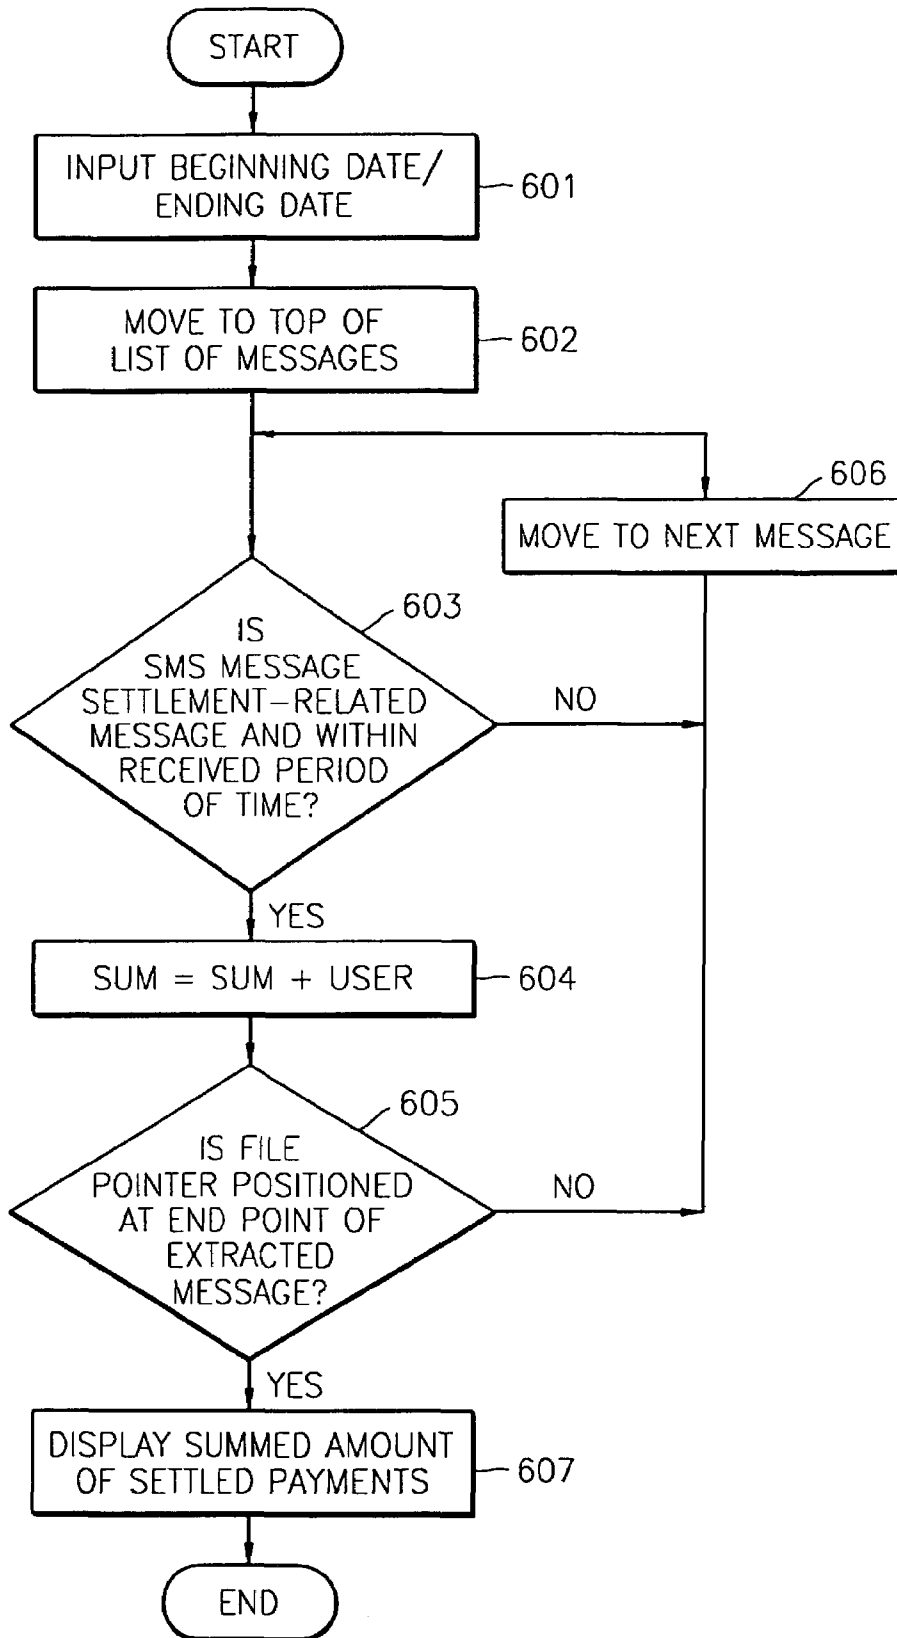 START
INPUT BEGINNING DATE/
ENDING DATE
601
MOVE TO TOP OF
LIST OF MESSAGES
602
606
MOVE TO NEXT MESSAGE
603
IS
SMS MESSAGE
SETTLEMENT-RELATED
MESSAGE AND WITHIN
RECEIVED PERIOD
OF TIME?
NO
YES
SUM = SUM + USER
604
605
IS FILE
POINTER POSITIONED
AT END POINT OF
EXTRACTED
MESSAGE?
NO
YES
DISPLAY SUMMED AMOUNT
OF SETTLED PAYMENTS
607
END